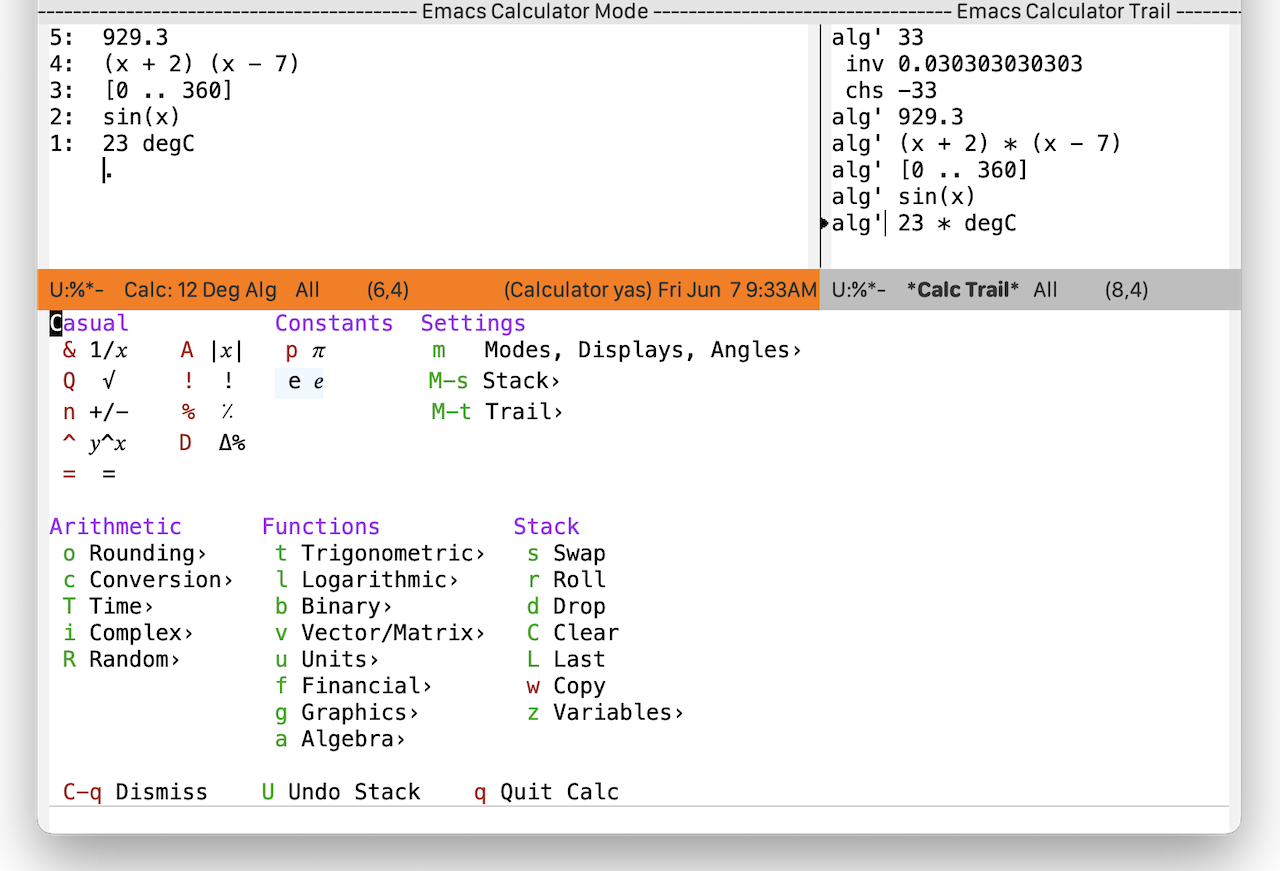 Emacs Calculator Mode
5:  929.3
4:  (x + 2) (x − 7)
3:  [0 .. 360]
2:  sin(x)
1:  23 degC
.
U:%*-  Calc: 12 Deg Alg  All  (6,4)  (Calculator yas) Fri Jun  7 9:33AM
Emacs Calculator Trail
alg' 33
inv 0.030303030303
chs −33
alg' 929.3
alg' (x + 2) * (x − 7)
alg' [0 .. 360]
alg' sin(x)
alg' 23 * degC
U:%*-  *Calc Trail*  All  (8,4)
Casual  Constants  Settings
& 1/x  A |x|  p π  m  Modes, Displays, Angles›
Q √  ! !  e e  M-s Stack›
n +/−  % ٪  M-t Trail›
^ y^x  D Δ%
= =
Arithmetic  Functions  Stack
o Rounding›  t Trigonometric›  s Swap
c Conversion›  l Logarithmic›  r Roll
T Time›  b Binary›  d Drop
i Complex›  v Vector/Matrix›  C Clear
R Random›  u Units›  L Last
f Financial›  w Copy
g Graphics›  z Variables›
a Algebra›
C-q Dismiss  U Undo Stack  q Quit Calc